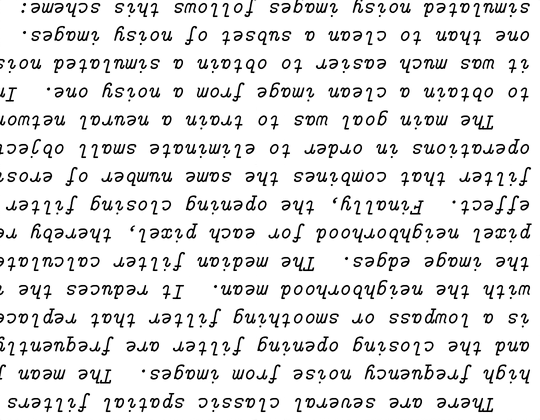 There are several classic spatial filters
high frequency noise from images. The mean f
and the closing opening filter are frequently
is a lowpass or smoothing filter that replace
with the neighborhood mean. It reduces the
the image edges. The median filter calculate
pixel neighborhood for each pixel, thereby re
effect. Finally, the opening closing filter
filter that combines the same number of eros
operations in order to eliminate small object
The main goal was to train a neural networ
to obtain a clean image from a noisy one. In
it was much easier to obtain a simulated nois
one than to clean a subset of noisy images.
simulated noisy images follows this scheme: